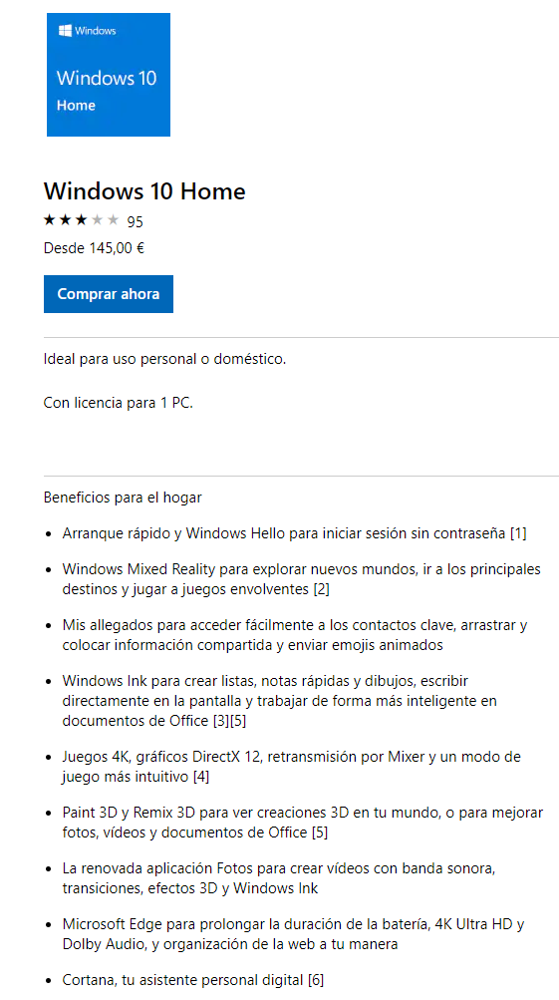 Windows
Windows 10
Home
Windows 10 Home
95
Desde 145,00 €
Comprar ahora
Ideal para uso personal o doméstico.
Con licencia para 1 PC.
Beneficios para el hogar
• Arranque rápido y Windows Hello para iniciar sesión sin contraseña [1]
• Windows Mixed Reality para explorar nuevos mundos, ir a los principales
destinos y jugar a juegos envolventes [2]
• Mis allegados para acceder fácilmente a los contactos clave, arrastrar y
colocar información compartida y enviar emojis animados
• Windows Ink para crear listas, notas rápidas y dibujos, escribir
directamente en la pantalla y trabajar de forma más inteligente en
documentos de Office [3][5]
• Juegos 4K, gráficos DirectX 12, retransmisión por Mixer y un modo de
juego más intuitivo [4]
• Paint 3D y Remix 3D para ver creaciones 3D en tu mundo, o para mejorar
fotos, vídeos y documentos de Office [5]
• La renovada aplicación Fotos para crear vídeos con banda sonora,
transiciones, efectos 3D y Windows Ink
• Microsoft Edge para prolongar la duración de la batería, 4K Ultra HD y
Dolby Audio, y organización de la web a tu manera
• Cortana, tu asistente personal digital [6]